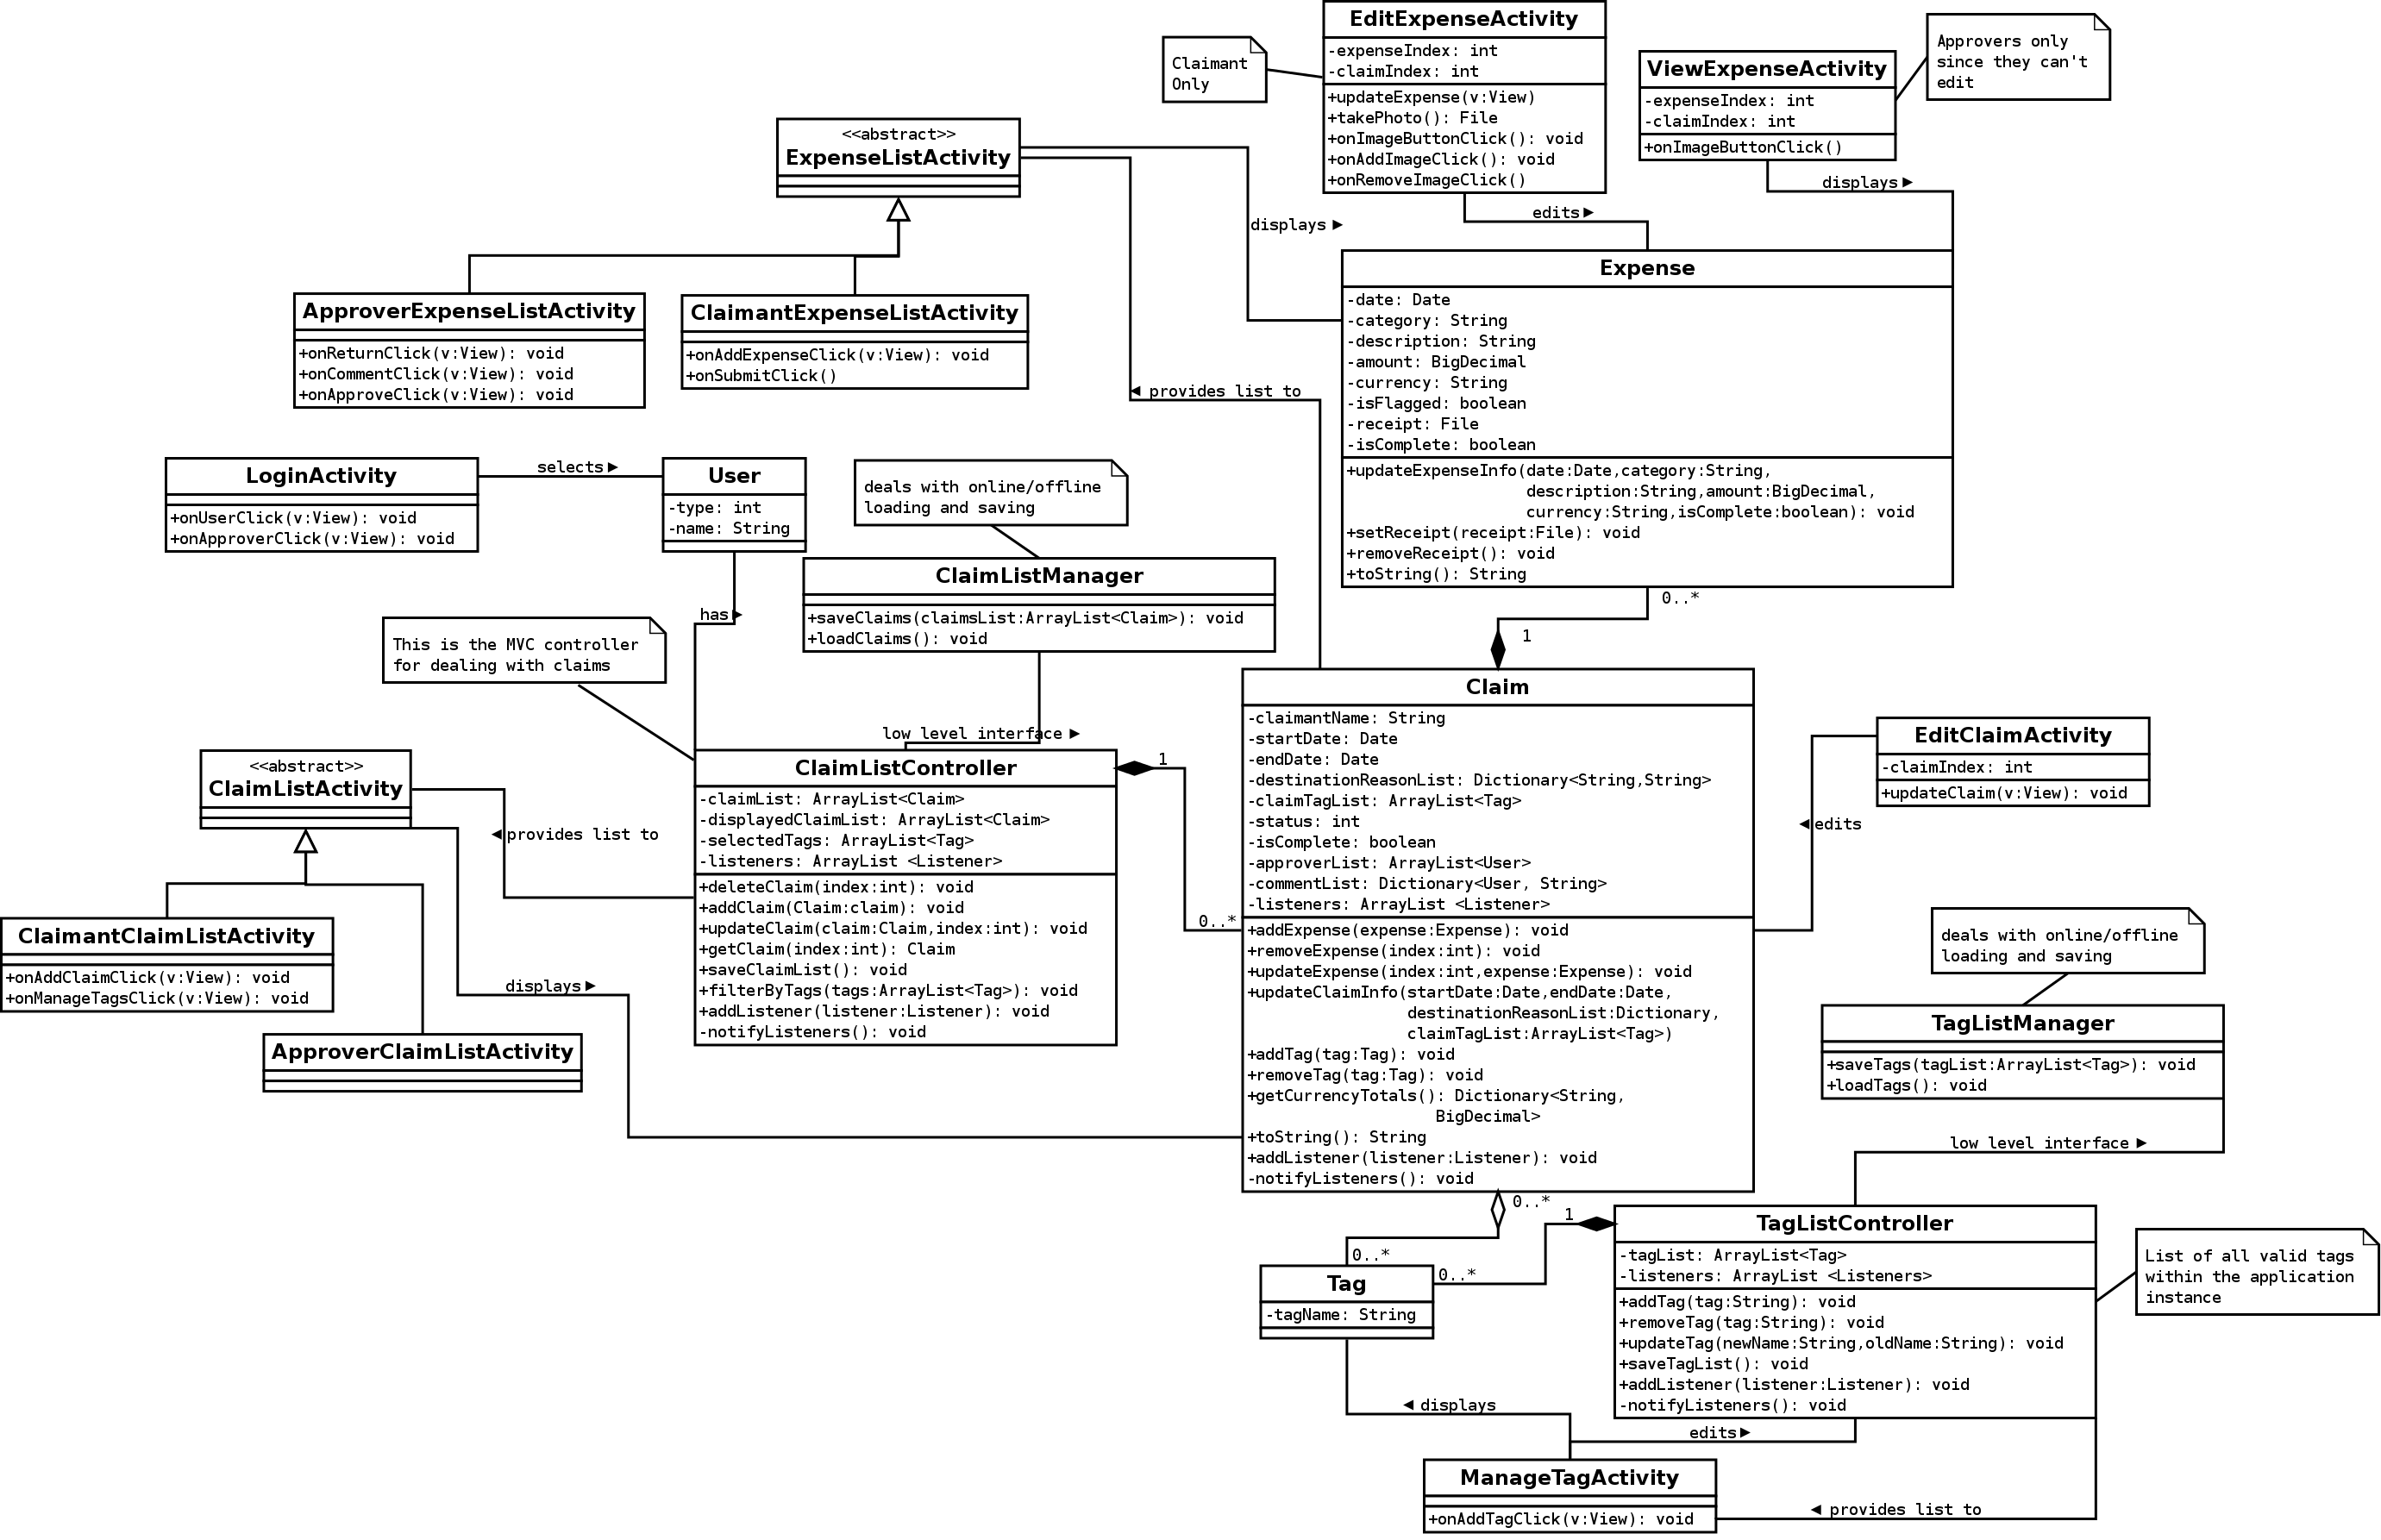 EditExpenseActivity
-expenseIndex: int
-claimIndex: int
+updateExpense(v:View)
+takePhoto(): File
+onImageButtonClick(): void
+onAddImageClick(): void
+onRemoveImageClick()
Claimant
Only
ViewExpenseActivity
-expenseIndex: int
-claimIndex: int
+onImageButtonClick()
Approvers only
since they can't
edit
<<abstract>>
ExpenseListActivity
displays ►
edits ►
displays ►
ApproverExpenseListActivity
+onReturnClick(v:View): void
+onCommentClick(v:View): void
+onApproveClick(v:View): void
ClaimantExpenseListActivity
+onAddExpenseClick(v:View): void
+onSubmitClick()
◄ provides list to
Expense
-date: Date
-category: String
-description: String
-amount: BigDecimal
-currency: String
-isFlagged: boolean
-receipt: File
-isComplete: boolean
+updateExpenseInfo(date:Date,category:String,
description:String,amount:BigDecimal,
currency:String,isComplete:boolean): void
+setReceipt(receipt:File): void
+removeReceipt(): void
+toString(): String
0..*
1
LoginActivity
+onUserClick(v:View): void
+onApproverClick(v:View): void
selects ►
User
-type: int
-name: String
has ►
deals with online/offline
loading and saving
ClaimListManager
+saveClaims(claimsList:ArrayList<Claim>): void
+loadClaims(): void
This is the MVC controller
for dealing with claims
low level interface ►
<<abstract>>
ClaimListActivity
◄ provides list to
ClaimListController
-claimList: ArrayList<Claim>
-displayedClaimList: ArrayList<Claim>
-selectedTags: ArrayList<Tag>
-listeners: ArrayList <Listener>
+deleteClaim(index:int): void
+addClaim(Claim:claim): void
+updateClaim(claim:Claim,index:int): void
+getClaim(index:int): Claim
+saveClaimList(): void
+filterByTags(tags:ArrayList<Tag>): void
+addListener(listener:Listener): void
-notifyListeners(): void
1
0..*
ClaimantClaimListActivity
+onAddClaimClick(v:View): void
+onManageTagsClick(v:View): void
ApproverClaimListActivity
displays ►
Claim
-claimantName: String
-startDate: Date
-endDate: Date
-destinationReasonList: Dictionary<String,String>
-claimTagList: ArrayList<Tag>
-status: int
-isComplete: boolean
-approverList: ArrayList<User>
-commentList: Dictionary<User, String>
-listeners: ArrayList <Listener>
+addExpense(expense:Expense): void
+removeExpense(index:int): void
+updateExpense(index:int,expense:Expense): void
+updateClaimInfo(startDate:Date,endDate:Date,
destinationReasonList:Dictionary,
claimTagList:ArrayList<Tag>)
+addTag(tag:Tag): void
+removeTag(tag:Tag): void
+getCurrencyTotals(): Dictionary<String,
BigDecimal>
+toString(): String
+addListener(listener:Listener): void
-notifyListeners(): void
EditClaimActivity
-claimIndex: int
+updateClaim(v:View): void
◄ edits
deals with online/offline
loading and saving
TagListManager
+saveTags(tagList:ArrayList<Tag>): void
+loadTags(): void
low level interface ►
0..*
0..*
1
0..*
Tag
-tagName: String
TagListController
-tagList: ArrayList<Tag>
-listeners: ArrayList <Listeners>
+addTag(tag:String): void
+removeTag(tag:String): void
+updateTag(newName:String,oldName:String): void
+saveTagList(): void
+addListener(listener:Listener): void
-notifyListeners(): void
List of all valid tags
within the application
instance
◄ displays
edits ►
ManageTagActivity
+onAddTagClick(v:View): void
◄ provides list to